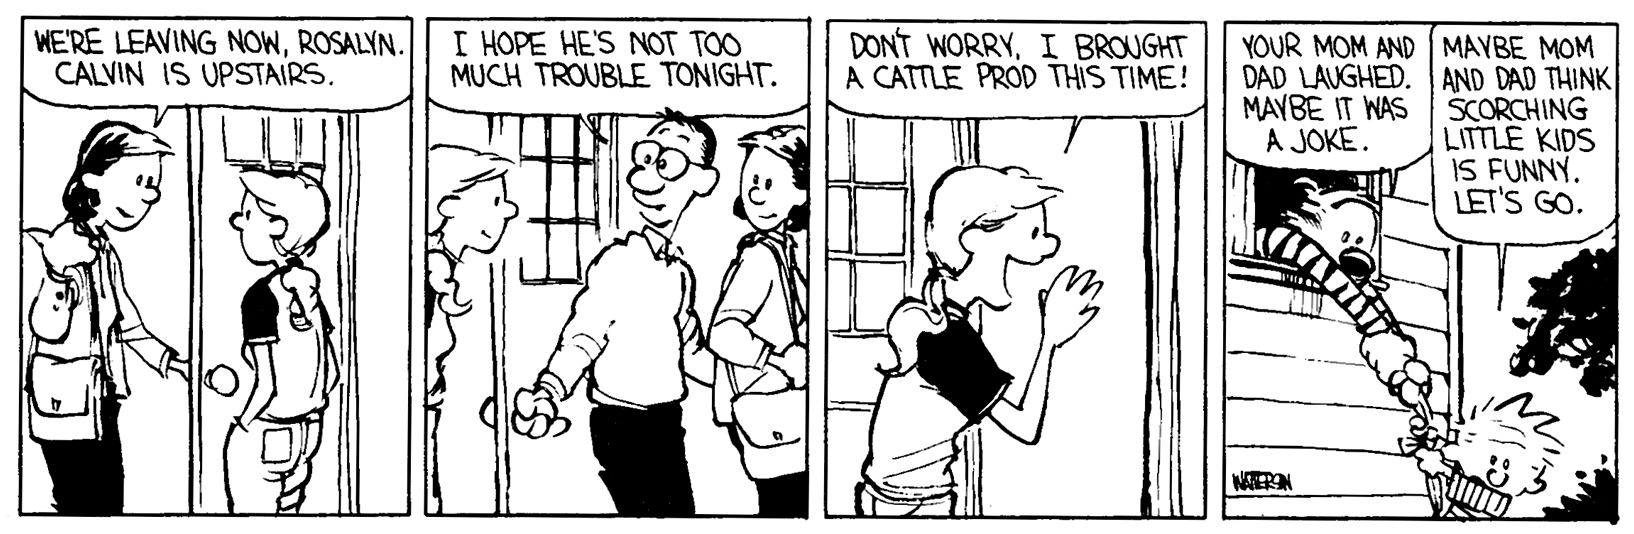 WE'RE LEAVING NOW, ROSALYN.
CALVIN IS UPSTAIRS.
I HOPE HE'S NOT TOO
MUCH TROUBLE TONIGHT.
DON'T WORRY, I BROUGHT
A CATTLE PROD THIS TIME!
YOUR MOM AND
DAD LAUGHED.
MAYBE IT WAS
A JOKE.
MAYBE MOM
AND DAD THINK
SCORCHING
LITTLE KIDS
IS FUNNY.
LET'S GO.
WATTERSON